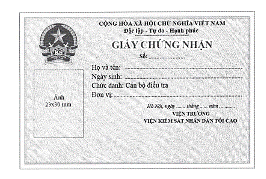 CỘNG HÒA XÃ HỘI CHỦ NGHĨA VIỆT NAM
Độc lập - Tự do - Hạnh phúc
GIẤY CHỨNG NHẬN
Số:
Họ và tên:
Ngày sinh:
Chức danh: Cán bộ điều tra
Đơn vị:
Ảnh
23x30 mm
Hà Nội, ngày ..... tháng ..... năm .....
VIỆN TRƯỞNG
VIỆN KIỂM SÁT NHÂN DÂN TỐI CAO